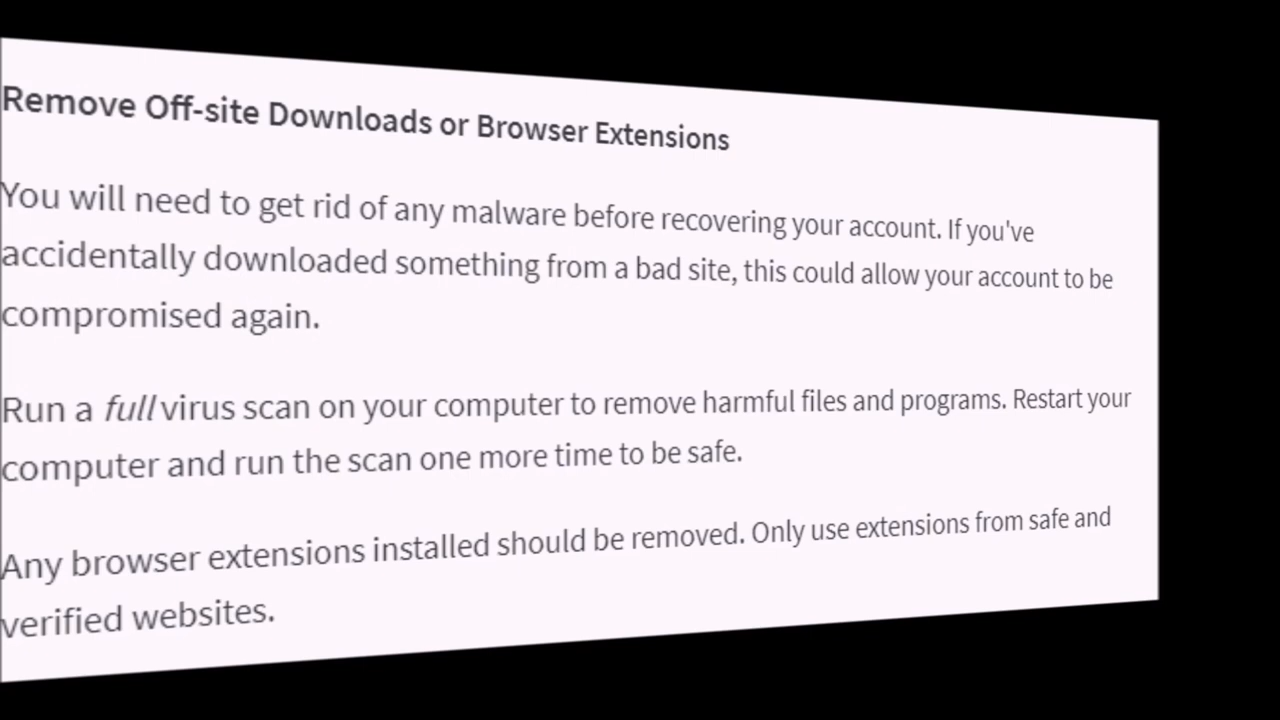 Remove Off-site Downloads or Browser Extensions
You will need to get rid of any malware before recovering your account. If you've
accidentally downloaded something from a bad site, this could allow your account to be
compromised again.
Run a full virus scan on your computer to remove harmful files and programs. Restart your
computer and run the scan one more time to be safe.
Any browser extensions installed should be removed. Only use extensions from safe and
verified websites.